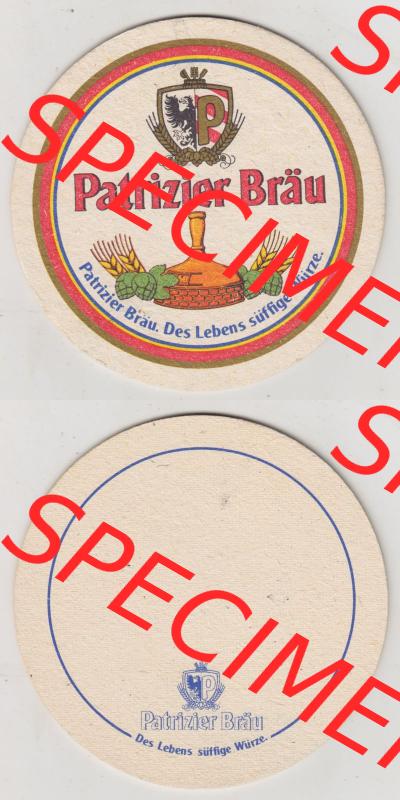 P
Patrizier Bräu
Patrizier Bräu. Des Lebens süffige Würze.
SPECIMEN
S
P
Patrizier Bräu
Des Lebens süffige Würze.
SPECIMEN
S